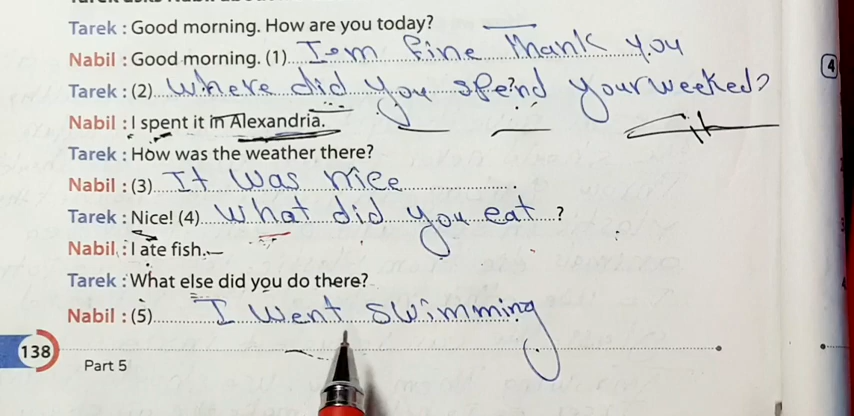 Tarek : Good morning. How are you today?
Nabil : Good morning. (1) I am fine Thank you
Tarek : (2) Where did you spend your weeked?
Nabil : I spent it in Alexandria.
Tarek : How was the weather there?
Nabil : (3) It was nice
Tarek : Nice! (4) what did you eat ?
Nabil : I ate fish.
Tarek : What else did you do there?
Nabil : (5) I went swimming
138
Part 5
4